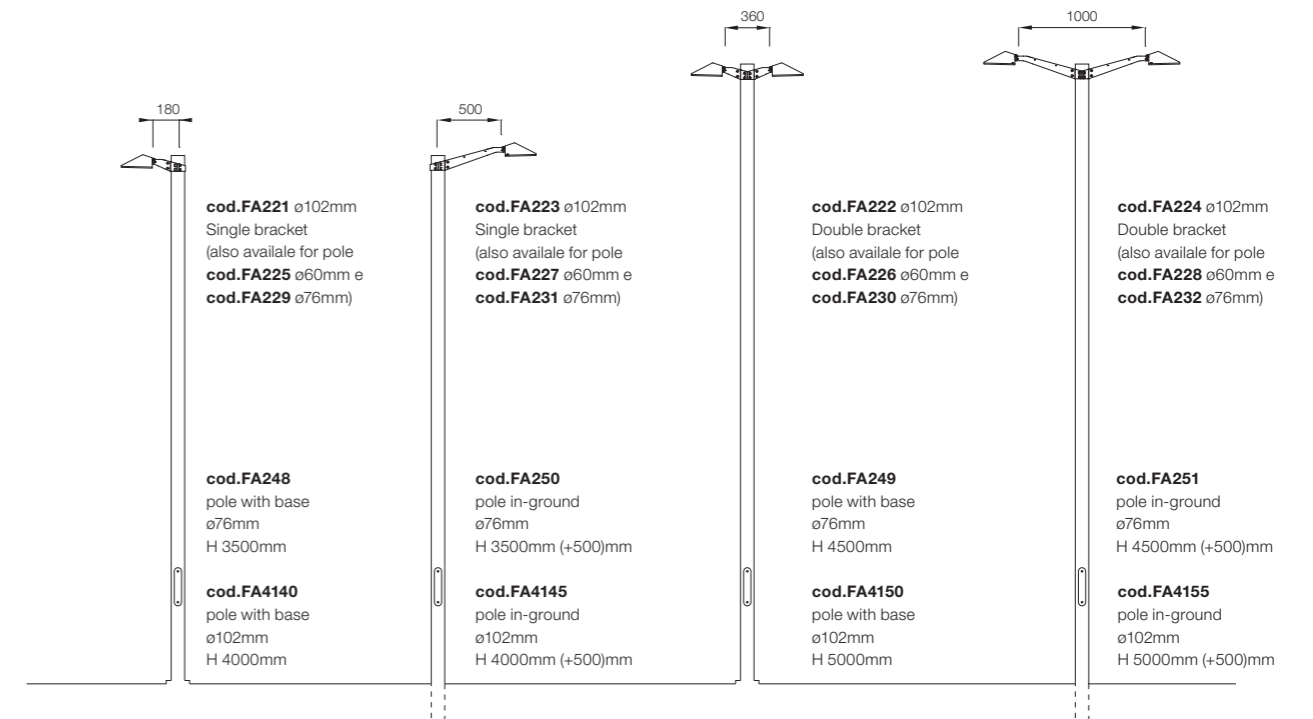 360
1000
180
500
cod.FA221 ø102mm
Single bracket
(also availale for pole
cod.FA225 ø60mm e
cod.FA229 ø76mm)
cod.FA223 ø102mm
Single bracket
(also availale for pole
cod.FA227 ø60mm e
cod.FA231 ø76mm)
cod.FA222 ø102mm
Double bracket
(also availale for pole
cod.FA226 ø60mm e
cod.FA230 ø76mm)
cod.FA224 ø102mm
Double bracket
(also availale for pole
cod.FA228 ø60mm e
cod.FA232 ø76mm)
cod.FA248
pole with base
ø76mm
H 3500mm
cod.FA250
pole in-ground
ø76mm
H 3500mm (+500)mm
cod.FA249
pole with base
ø76mm
H 4500mm
cod.FA251
pole in-ground
ø76mm
H 4500mm (+500)mm
cod.FA4140
pole with base
ø102mm
H 4000mm
cod.FA4145
pole in-ground
ø102mm
H 4000mm (+500)mm
cod.FA4150
pole with base
ø102mm
H 5000mm
cod.FA4155
pole in-ground
ø102mm
H 5000mm (+500)mm